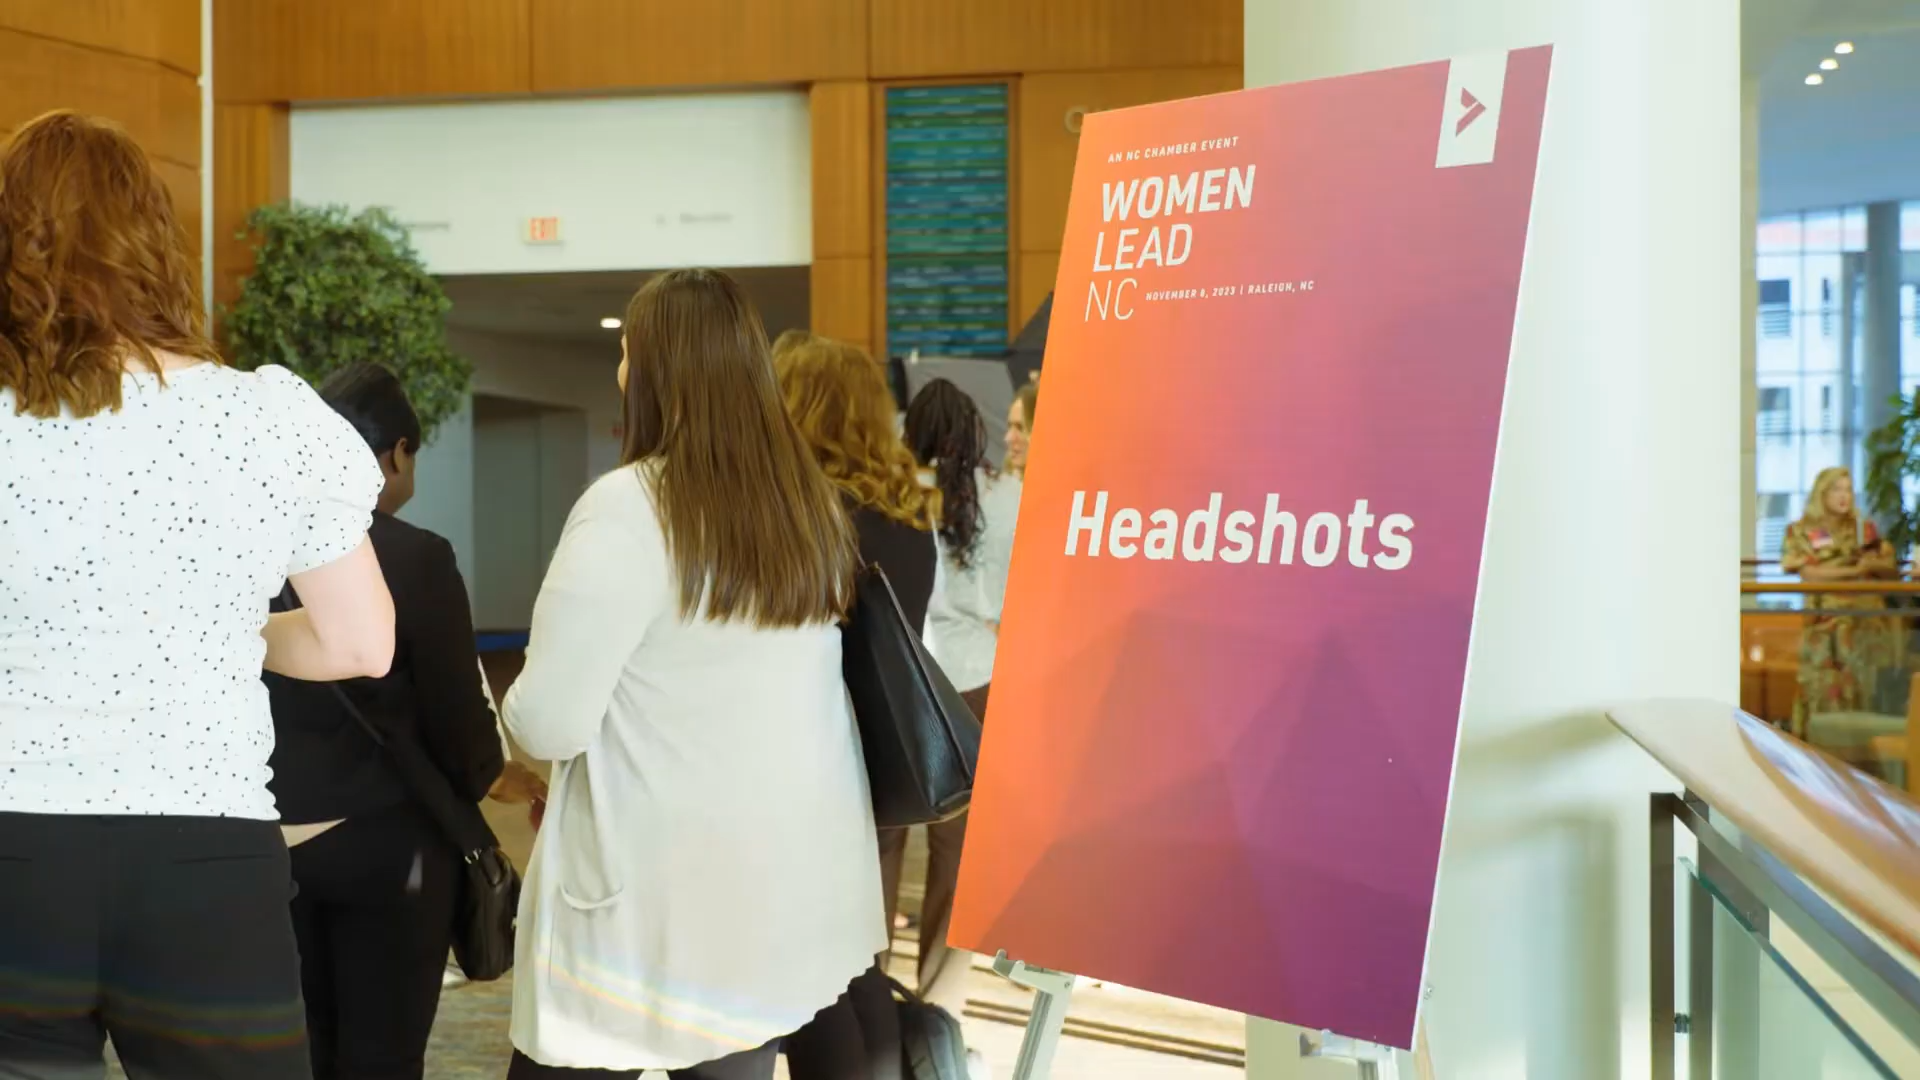 AN NC CHAMBER EVENT
WOMEN
LEAD
NC NOVEMBER 8, 2023 | RALEIGH, NC
Headshots
EXIT